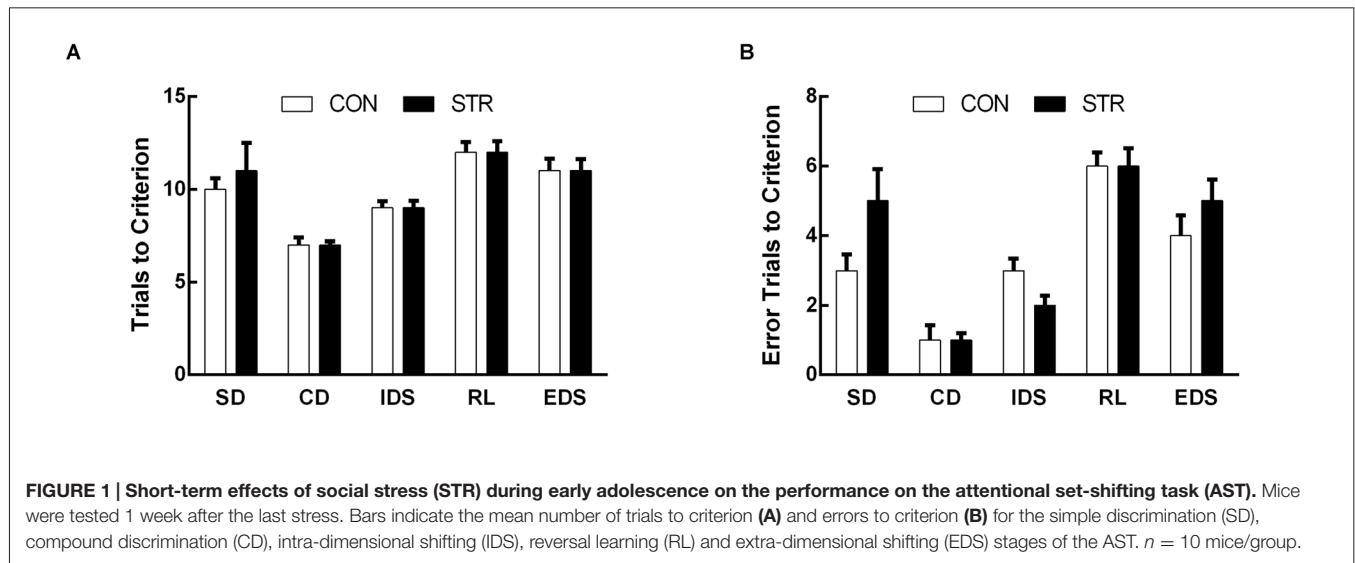 A
CON STR
Trials to Criterion
15
10
5
0
SD CD IDS RL EDS
B
CON STR
Error Trials to Criterion
8
6
4
2
0
SD CD IDS RL EDS
FIGURE 1 | Short-term effects of social stress (STR) during early adolescence on the performance on the attentional set-shifting task (AST). Mice
were tested 1 week after the last stress. Bars indicate the mean number of trials to criterion (A) and errors to criterion (B) for the simple discrimination (SD),
compound discrimination (CD), intra-dimensional shifting (IDS), reversal learning (RL) and extra-dimensional shifting (EDS) stages of the AST. n = 10 mice/group.